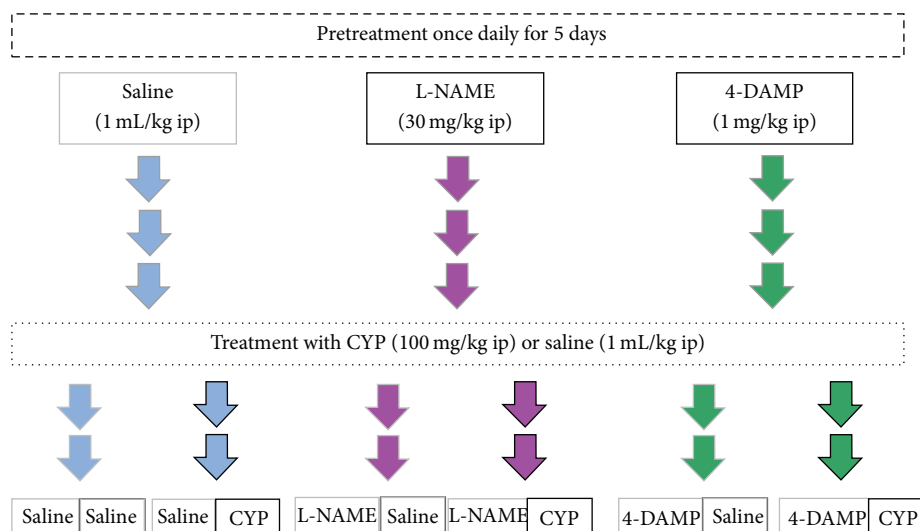 Pretreatment once daily for 5 days
Saline
(1 mL/kg ip)
L-NAME
(30 mg/kg ip)
4-DAMP
(1 mg/kg ip)
Treatment with CYP (100 mg/kg ip) or saline (1 mL/kg ip)
Saline Saline Saline CYP L-NAME Saline L-NAME CYP 4-DAMP Saline 4-DAMP CYP